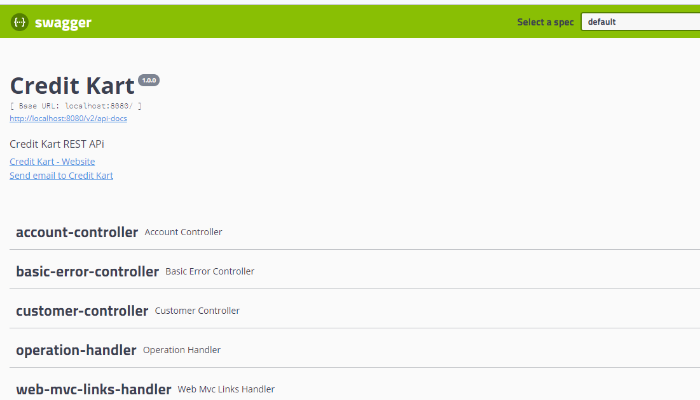 {...} swagger Select a spec default
Credit Kart 1.0.0
[ Base URL: localhost:8080/ ]
http://localhost:8080/v2/api-docs
Credit Kart REST APi
Credit Kart - Website
Send email to Credit Kart
account-controller Account Controller
basic-error-controller Basic Error Controller
customer-controller Customer Controller
operation-handler Operation Handler
web-mvc-links-handler Web Mvc Links Handler